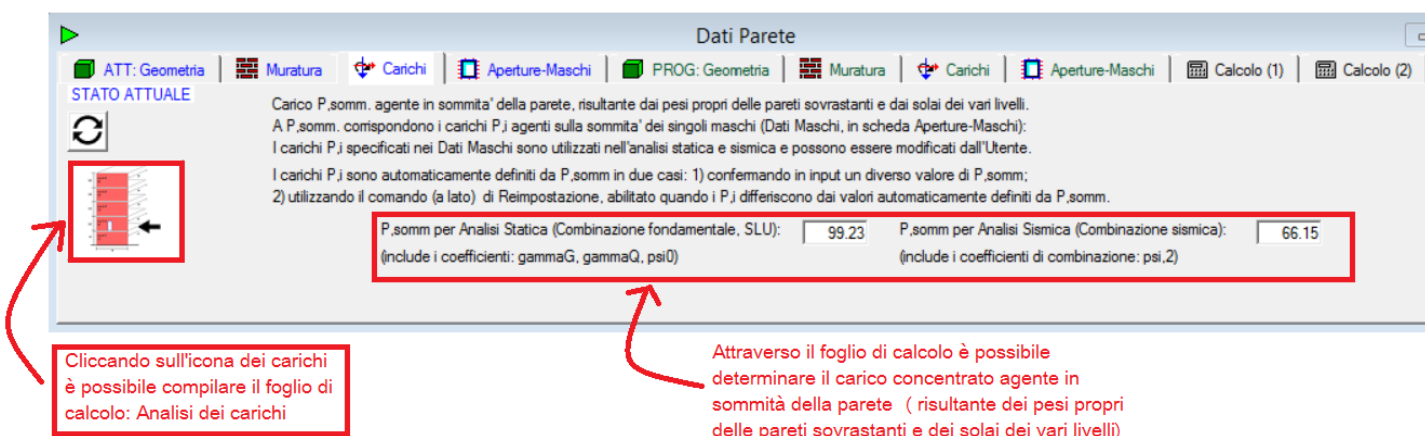 Dati Parete
ATT: Geometria Muratura Carichi Aperture-Maschi PROG: Geometria Muratura Carichi Aperture-Maschi Calcolo (1) Calcolo (2)
STATO ATTUALE
Carico P,somm. agente in sommita' della parete, risultante dai pesi propri delle pareti sovrastanti e dai solai dei vari livelli.
A P,somm. corrispondono i carichi P,i agenti sulla sommita' dei singoli maschi (Dati Maschi, in scheda Aperture-Maschi):
I carichi P,i specificati nei Dati Maschi sono utilizzati nell'analisi statica e sismica e possono essere modificati dall'Utente.
I carichi P,i sono automaticamente definiti da P,somm in due casi: 1) confermando in input un diverso valore di P,somm;
2) utilizzando il comando (a lato) di Reimpostazione, abilitato quando i P,i differiscono dai valori automaticamente definiti da P,somm.
P,somm per Analisi Statica (Combinazione fondamentale, SLU): 99.23 P,somm per Analisi Sismica (Combinazione sismica): 66.15
(include i coefficienti: gammaG, gammaQ, psi0) (include i coefficienti di combinazione: psi,2)
Cliccando sull'icona dei carichi
è possibile compilare il foglio di
calcolo: Analisi dei carichi
Attraverso il foglio di calcolo è possibile
determinare il carico concentrato agente in
sommità della parete ( risultante dei pesi propri
delle pareti sovrastanti e dei solai dei vari livelli)